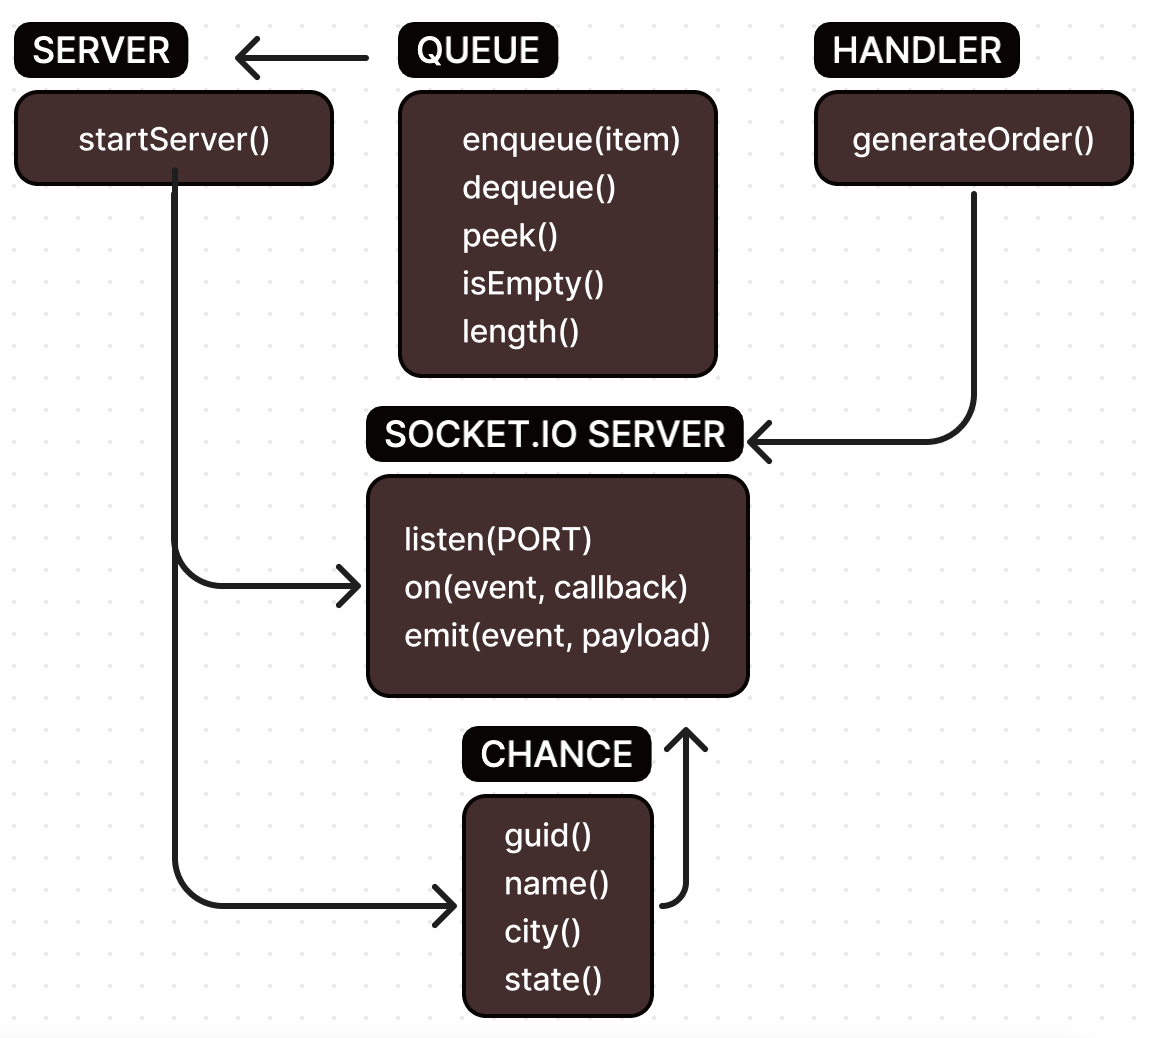 SERVER
startServer()
QUEUE
enqueue(item)
dequeue()
peek()
isEmpty()
length()
HANDLER
generateOrder()
SOCKET.IO SERVER
listen(PORT)
on(event, callback)
emit(event, payload)
CHANCE
guid()
name()
city()
state()